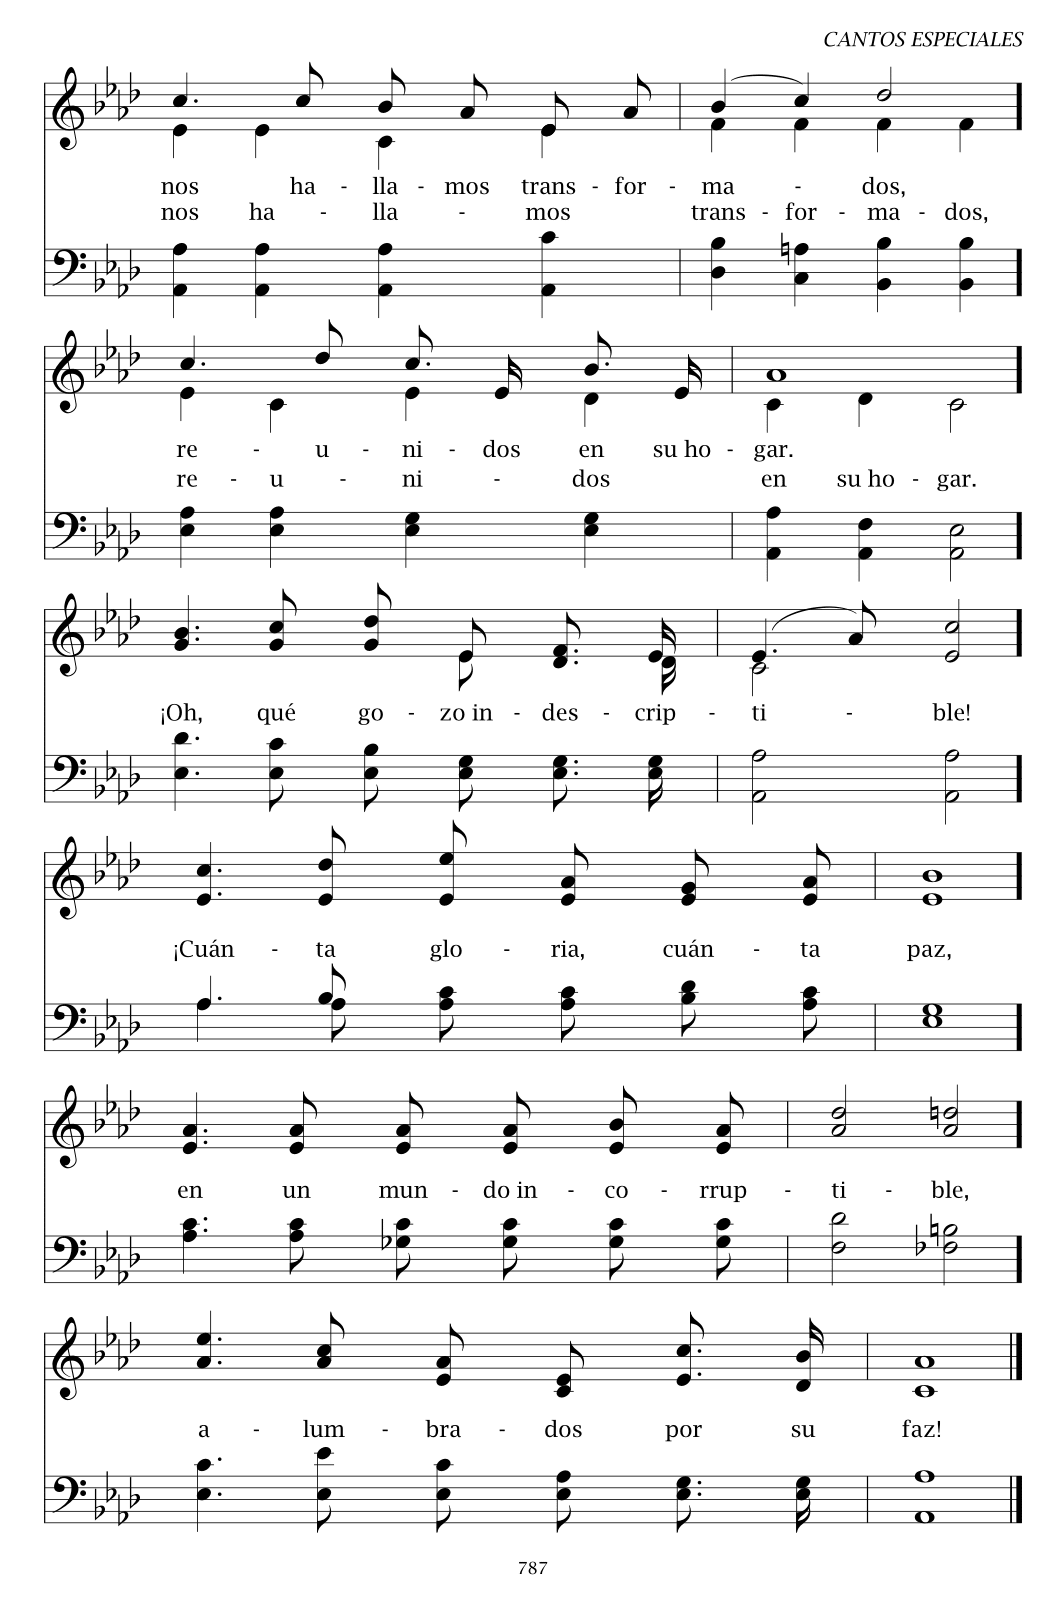 CANTOS ESPECIALES
nos ha - lla - mos trans - for - ma - dos,
nos ha - lla - mos trans - for - ma - dos,
re - u - ni - dos en su ho - gar.
re - u - ni - dos en su ho - gar.
¡Oh, qué go - zo in - des - crip - ti - ble!
¡Cuán - ta glo - ria, cuán - ta paz,
en un mun - do in - co - rrup - ti - ble,
a - lum - bra - dos por su faz!
787